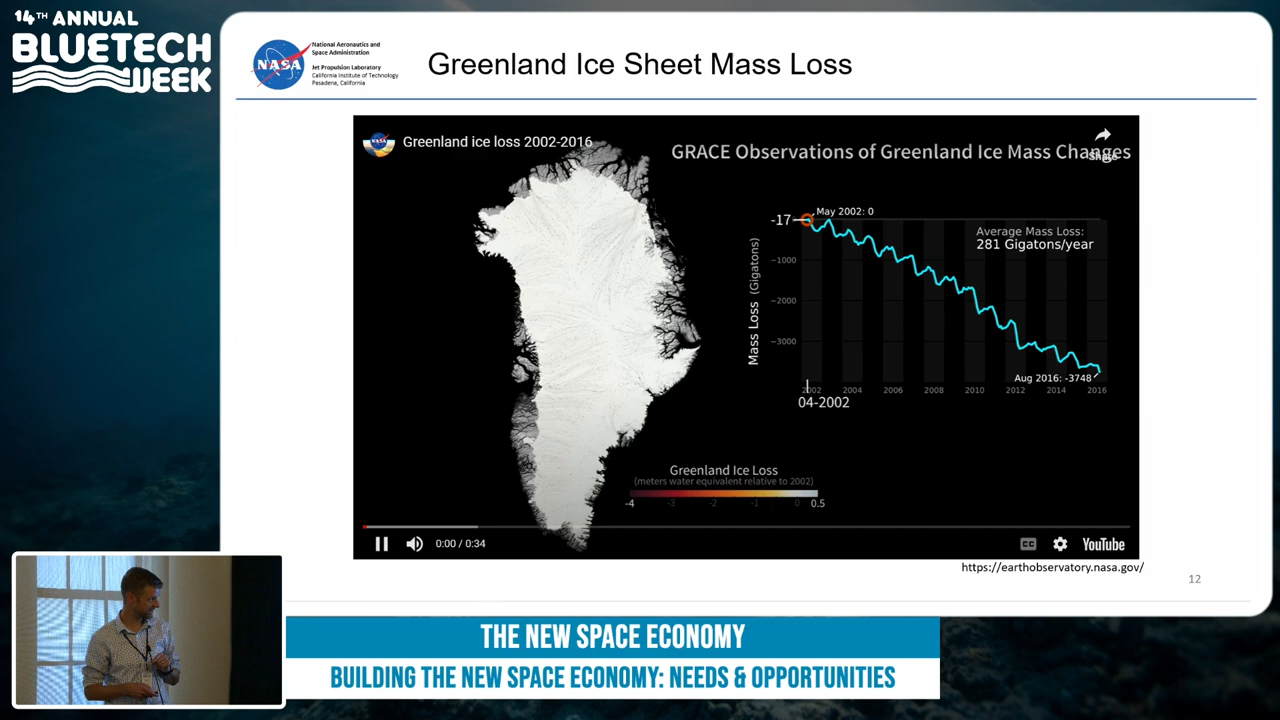 14TH ANNUAL
BLUETECH
WEEK
NASA
National Aeronautics and
Space Administration
Jet Propulsion Laboratory
California Institute of Technology
Pasadena, California
Greenland Ice Sheet Mass Loss
NASA
Greenland ice loss 2002-2016
Share
GRACE Observations of Greenland Ice Mass Changes
-17
May 2002: 0
Average Mass Loss:
281 Gigatons/year
Mass Loss (Gigatons)
-1000
-2000
-3000
Aug 2016: -3748
2002 2004 2006 2008 2010 2012 2014 2016
04-2002
Greenland Ice Loss
(meters water equivalent relative to 2002)
-4 -3 -2 -1 0 0.5
0:00 / 0:34
CC
YouTube
https://earthobservatory.nasa.gov/
12
THE NEW SPACE ECONOMY
BUILDING THE NEW SPACE ECONOMY: NEEDS & OPPORTUNITIES